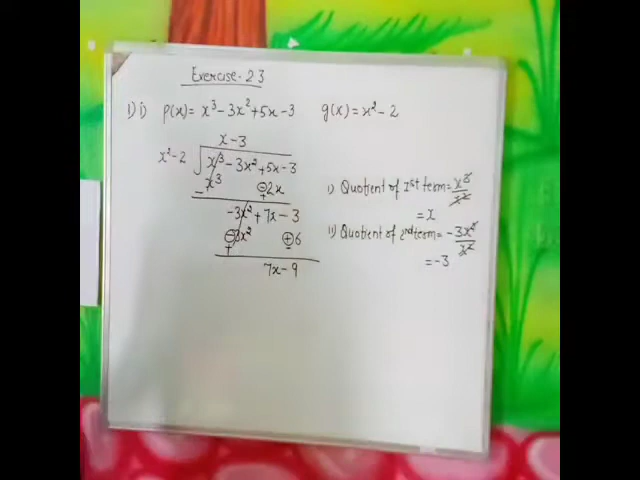 Exercise-2.3
1) i) p(x) = x³-3x²+5x-3 g(x) = x²-2
x-3
x²-2 x³-3x²+5x-3
- x³ ⊖2x
+
-3x²+7x-3
⊖3x² ⊕6
+ -
7x-9
i) Quotient of 1st term = x³/x²
= x
ii) Quotient of 2nd term = -3x²/x²
= -3